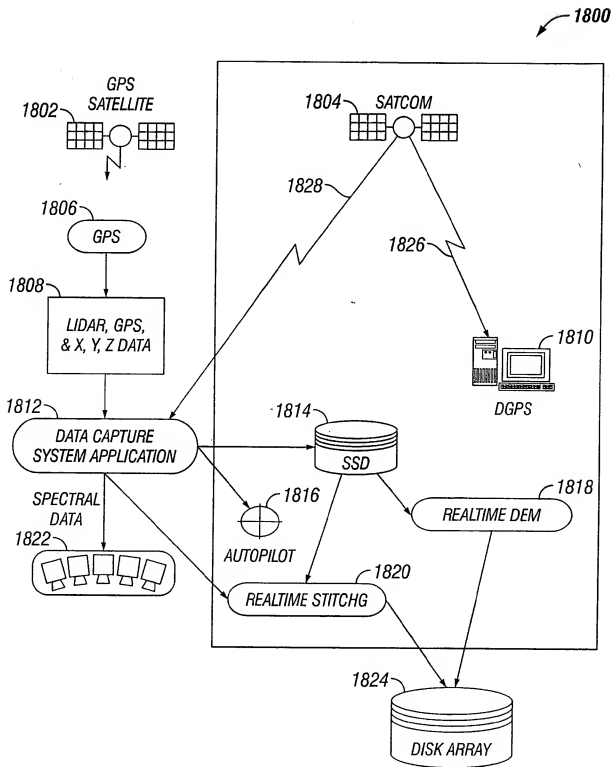 1800
GPS
SATELLITE
1802
1804
SATCOM
1828
1806
GPS
1826
1808
LIDAR, GPS,
& X, Y, Z DATA
1810
DGPS
1812
DATA CAPTURE
SYSTEM APPLICATION
1814
SSD
1816
AUTOPILOT
1818
REALTIME DEM
SPECTRAL
DATA
1822
1820
REALTIME STITCHG
1824
DISK ARRAY